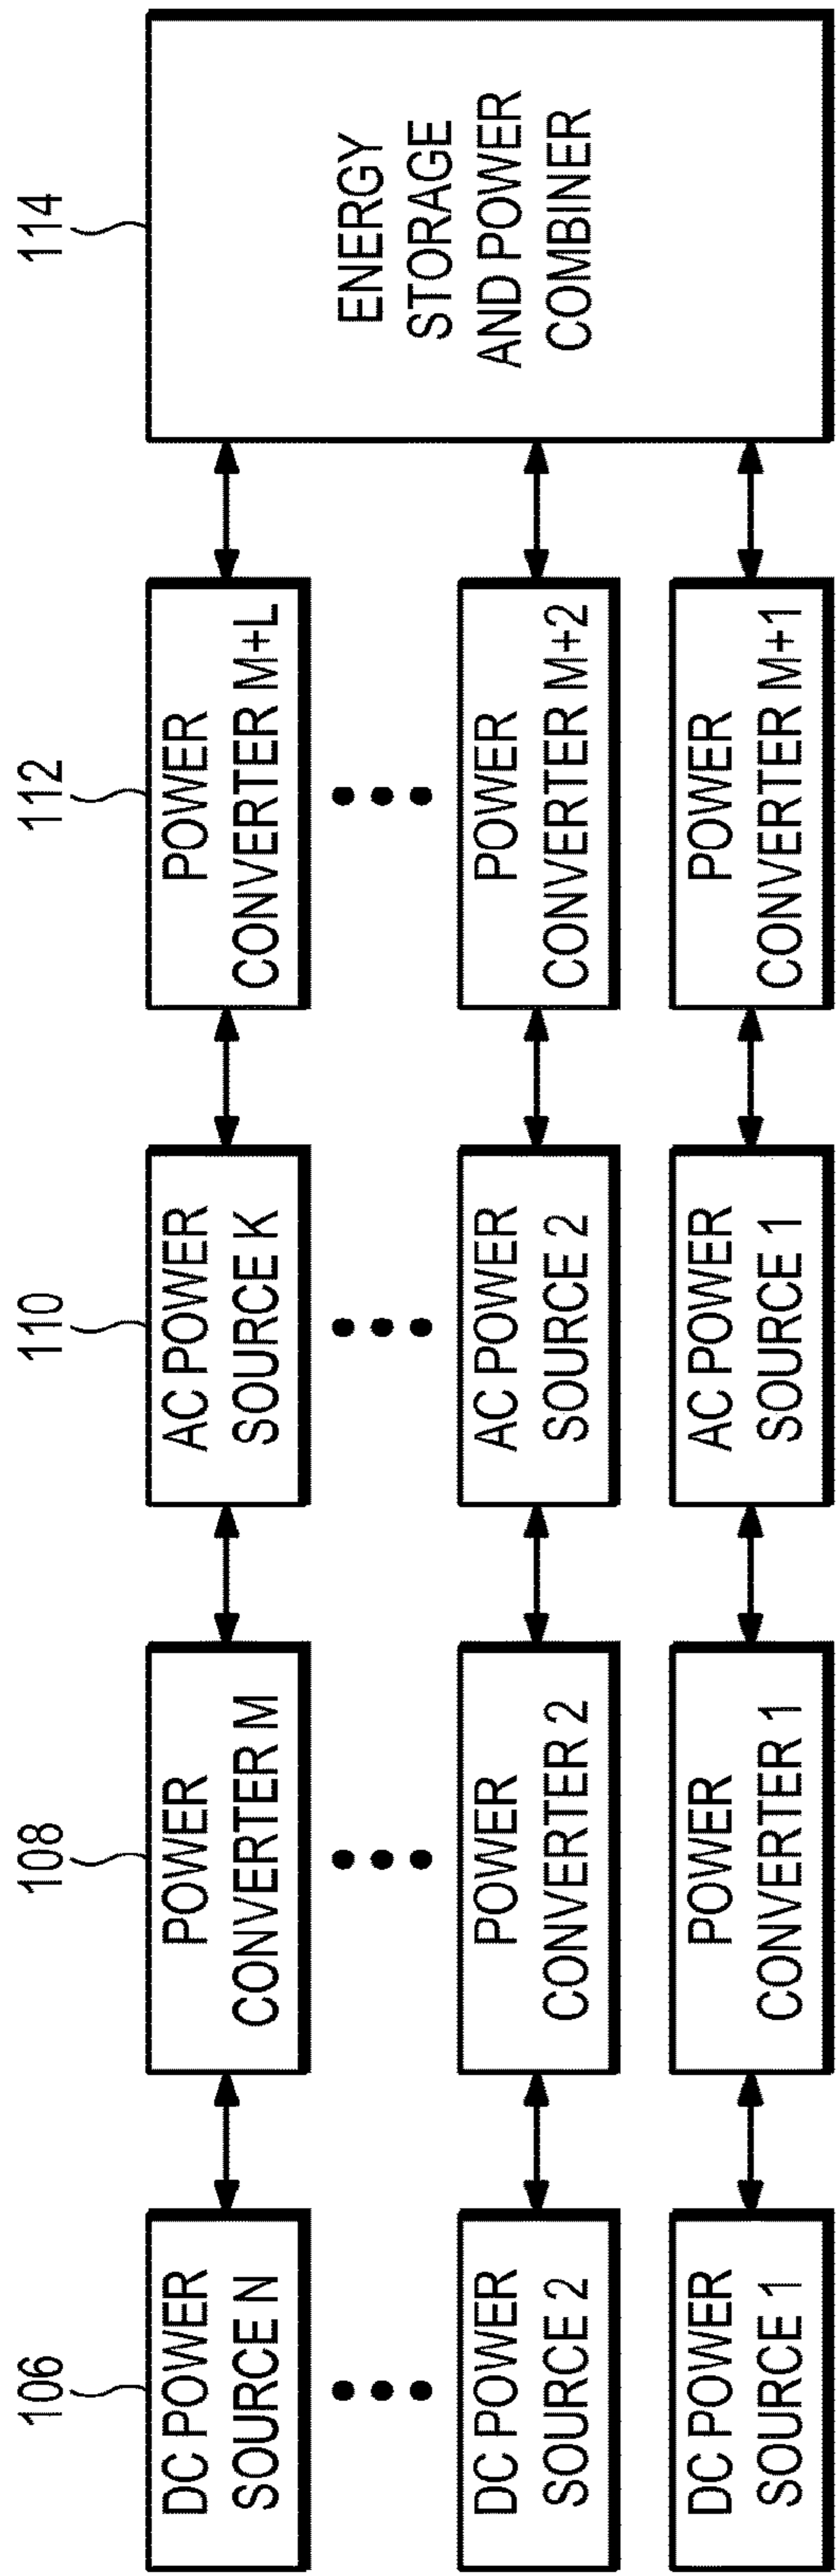 106
DC POWER
SOURCE N
DC POWER
SOURCE 2
DC POWER
SOURCE 1
108
POWER
CONVERTER M
POWER
CONVERTER 2
POWER
CONVERTER 1
110
AC POWER
SOURCE K
AC POWER
SOURCE 2
AC POWER
SOURCE 1
112
POWER
CONVERTER M+L
POWER
CONVERTER M+2
POWER
CONVERTER M+1
114
ENERGY
STORAGE
AND POWER
COMBINER